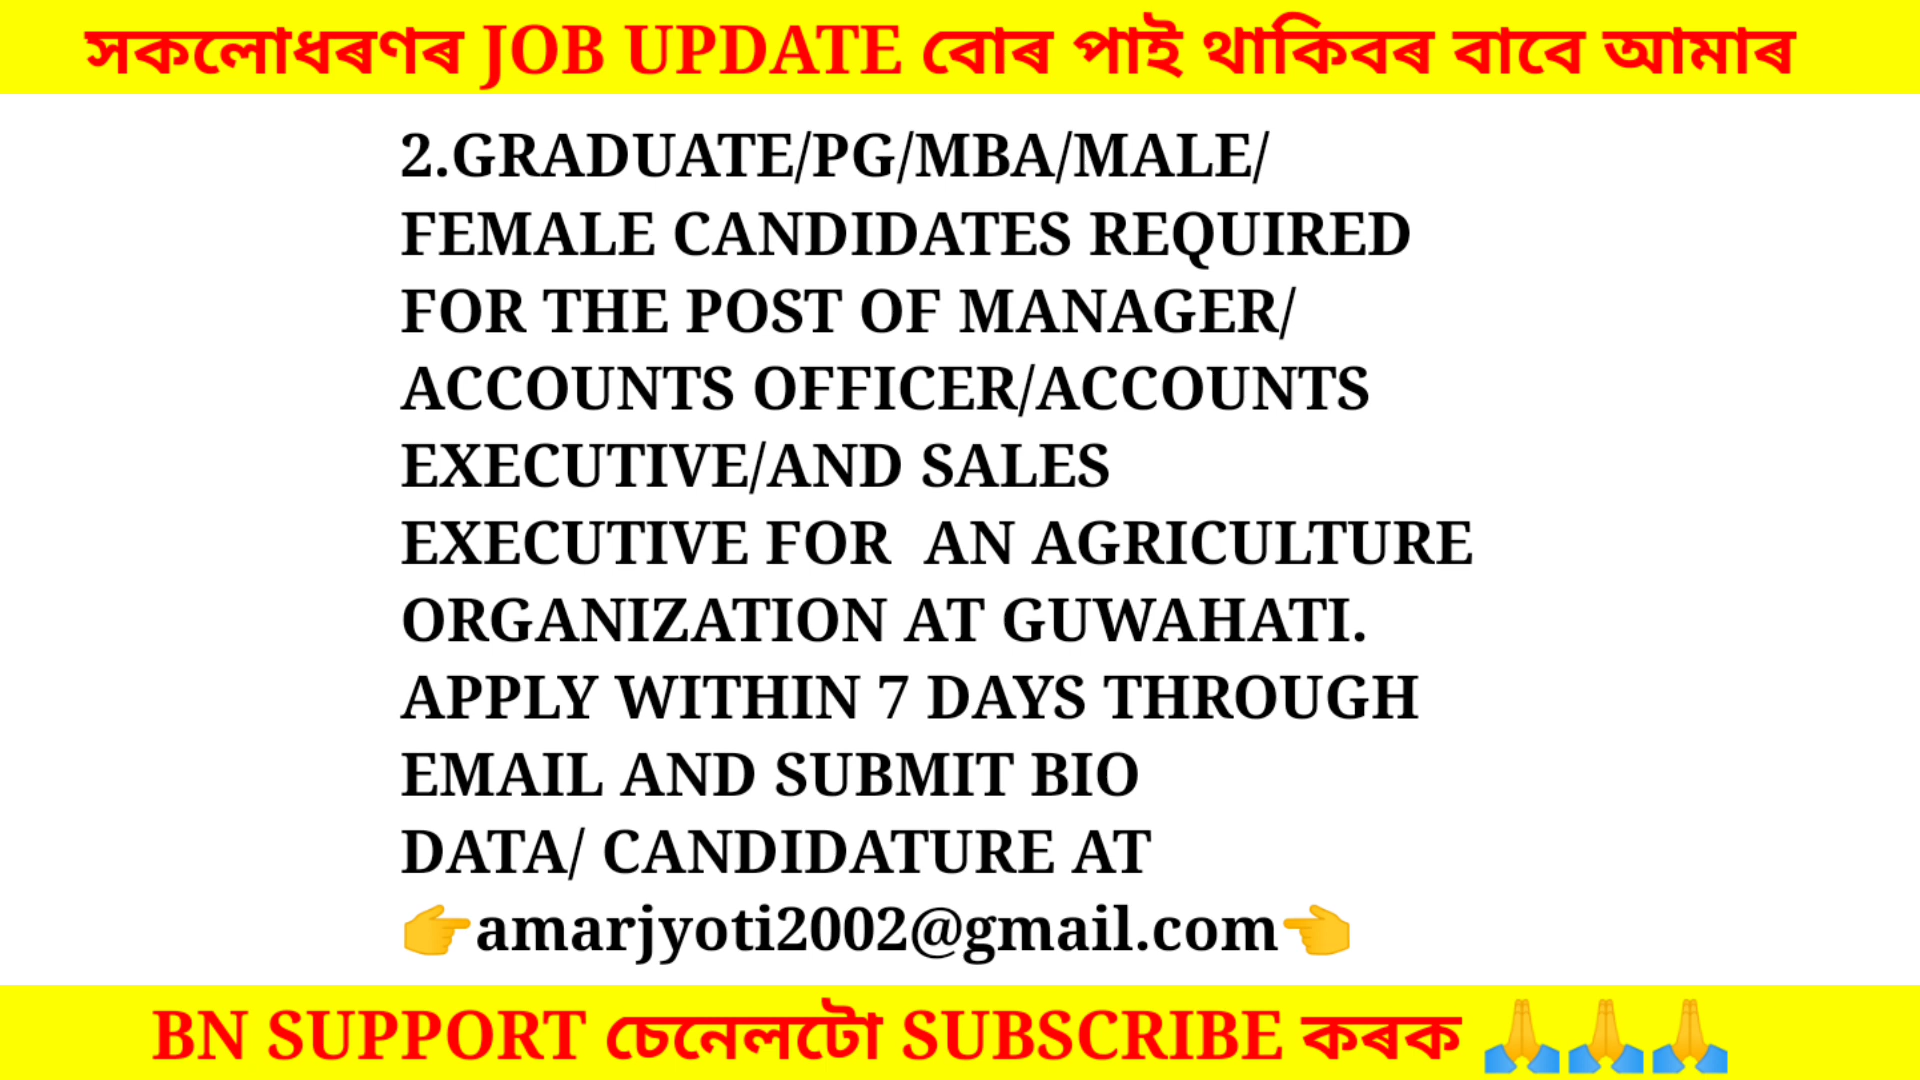 সকলোধৰণৰ JOB UPDATE বোৰ পাই থাকিবৰ বাবে আমাৰ
2.GRADUATE/PG/MBA/MALE/
FEMALE CANDIDATES REQUIRED
FOR THE POST OF MANAGER/
ACCOUNTS OFFICER/ACCOUNTS
EXECUTIVE/AND SALES
EXECUTIVE FOR  AN AGRICULTURE
ORGANIZATION AT GUWAHATI.
APPLY WITHIN 7 DAYS THROUGH
EMAIL AND SUBMIT BIO
DATA/ CANDIDATURE AT
👉amarjyoti2002@gmail.com👈
BN SUPPORT চেনেলটো SUBSCRIBE কৰক 🙏🙏🙏